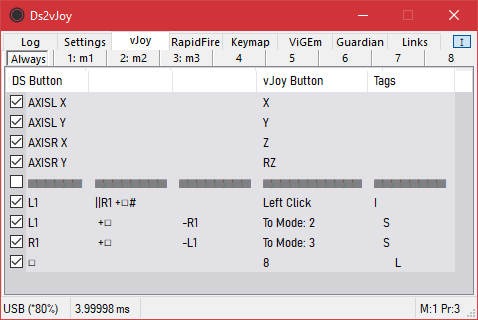 Ds2vJoy
Log Settings vJoy RapidFire Keymap ViGEm Guardian Links
Always 1: m1 2: m2 3: m3 4 5 6 7 8
DS Button vJoy Button Tags
AXISL X X
AXISL Y Y
AXISR X Z
AXISR Y RZ
L1 ||R1 +□# Left Click I
L1 +□ -R1 To Mode: 2 S
R1 +□ -L1 To Mode: 3 S
□ 8 L
USB (*80%) 3.99998 ms M:1 Pr:3